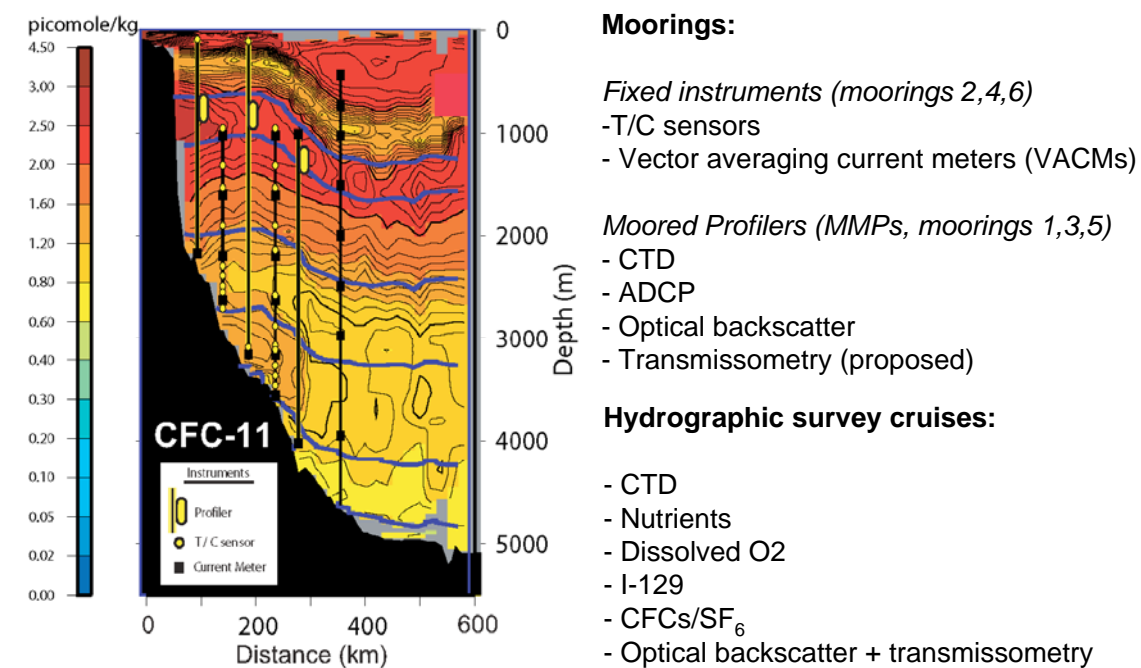 picomole/kg
4.50
3.00
2.50
2.00
1.60
1.20
0.80
0.60
0.40
0.30
0.20
0.10
0.05
0.02
0.00
CFC-11
Instruments
Profiler
T/C sensor
Current Meter
0
1000
2000
3000
4000
5000
Depth (m)
0
200
400
600
Distance (km)
Moorings:
Fixed instruments (moorings 2,4,6)
-T/C sensors
- Vector averaging current meters (VACMs)
Moored Profilers (MMPs, moorings 1,3,5)
- CTD
- ADCP
- Optical backscatter
- Transmissometry (proposed)
Hydrographic survey cruises:
- CTD
- Nutrients
- Dissolved O2
- I-129
- CFCs/SF6
- Optical backscatter + transmissometry